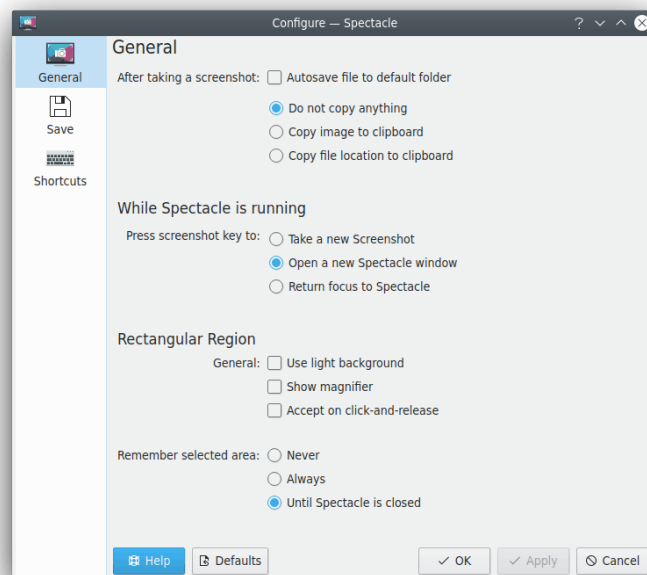 Configure — Spectacle
General
Save
Shortcuts
General
After taking a screenshot: Autosave file to default folder
Do not copy anything
Copy image to clipboard
Copy file location to clipboard
While Spectacle is running
Press screenshot key to: Take a new Screenshot
Open a new Spectacle window
Return focus to Spectacle
Rectangular Region
General: Use light background
Show magnifier
Accept on click-and-release
Remember selected area: Never
Always
Until Spectacle is closed
Help Defaults OK Apply Cancel